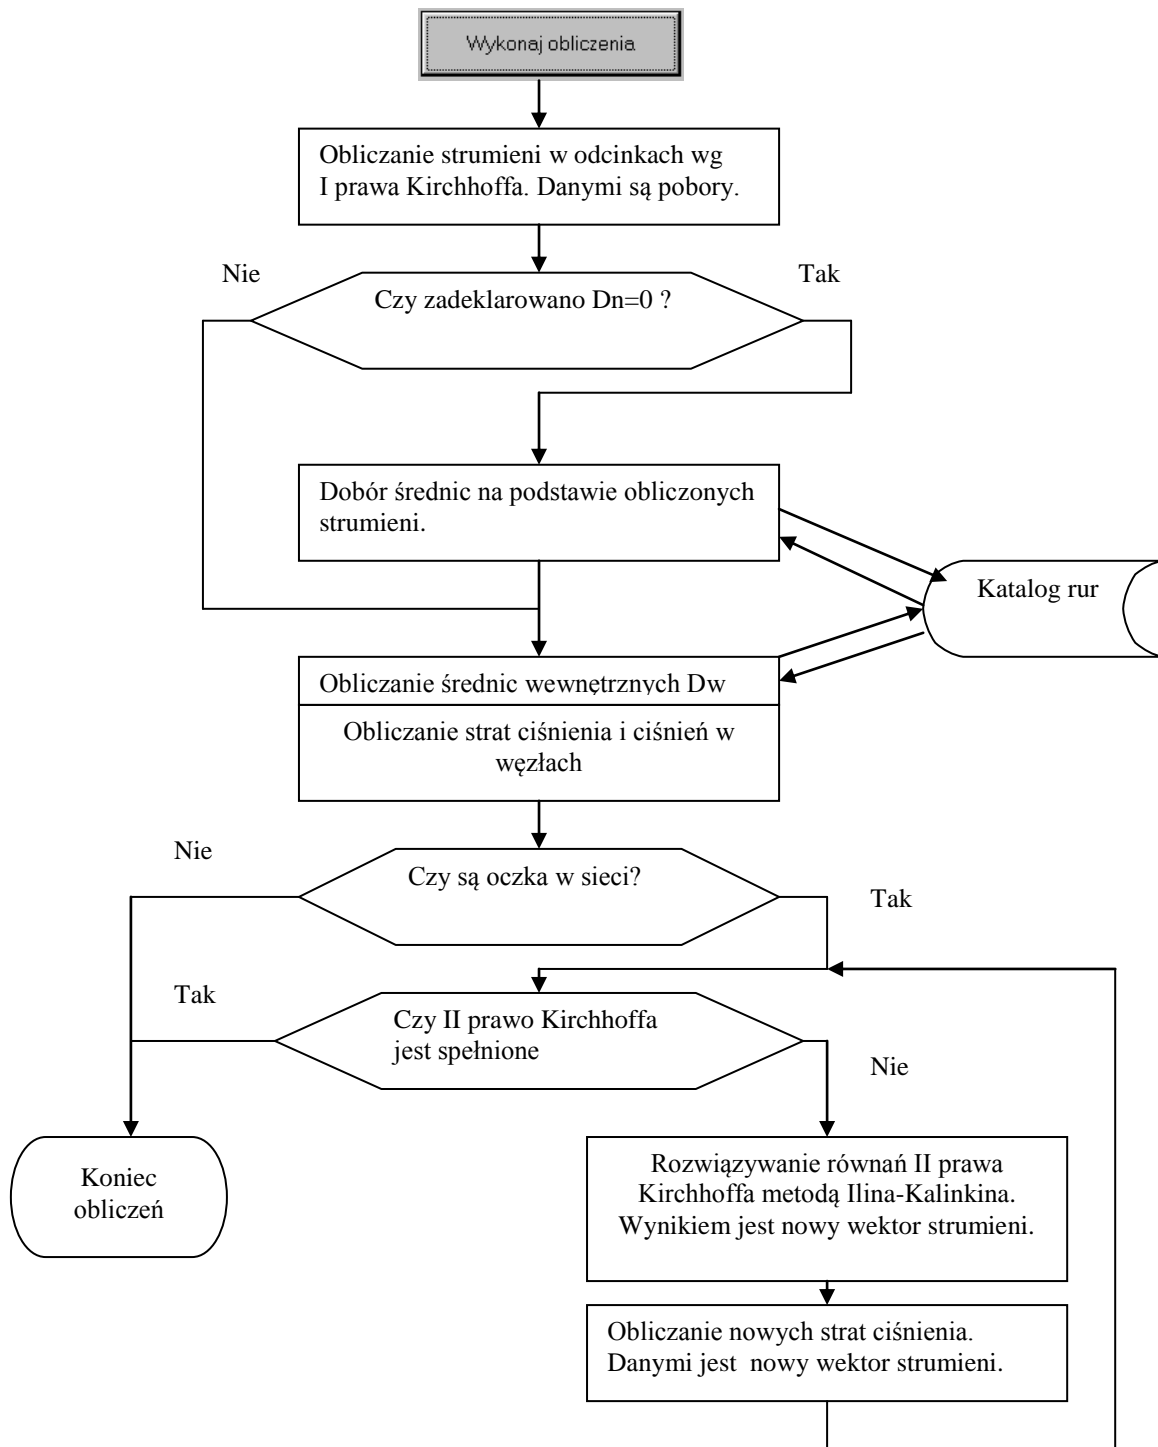 Wykonaj obliczenia
Obliczanie strumieni w odcinkach wg
I prawa Kirchhoffa. Danymi są pobory.
Nie
Tak
Czy zadeklarowano Dn=0 ?
Dobór średnic na podstawie obliczonych
strumieni.
Katalog rur
Obliczanie średnic wewnętrznych Dw
Obliczanie strat ciśnienia i ciśnień w
węzłach
Nie
Czy są oczka w sieci?
Tak
Tak
Czy II prawo Kirchhoffa
jest spełnione
Nie
Koniec
obliczeń
Rozwiązywanie równań II prawa
Kirchhoffa metodą Ilina-Kalinkina.
Wynikiem jest nowy wektor strumieni.
Obliczanie nowych strat ciśnienia.
Danymi jest nowy wektor strumieni.